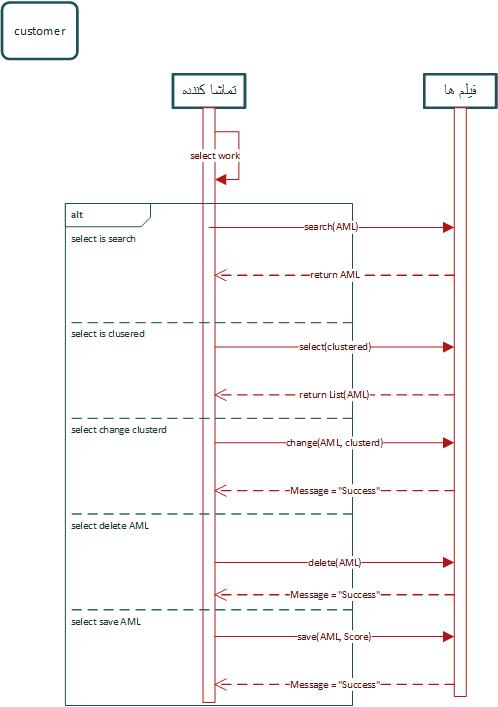 customer
تماشا کننده
فیلم ها
select work
alt
select is search
search(AML)
return AML
select is clusered
select(clustered)
return List(AML)
select change clusterd
change(AML, clusterd)
Message = "Success"
select delete AML
delete(AML)
Message = "Success"
select save AML
save(AML, Score)
Message = "Success"